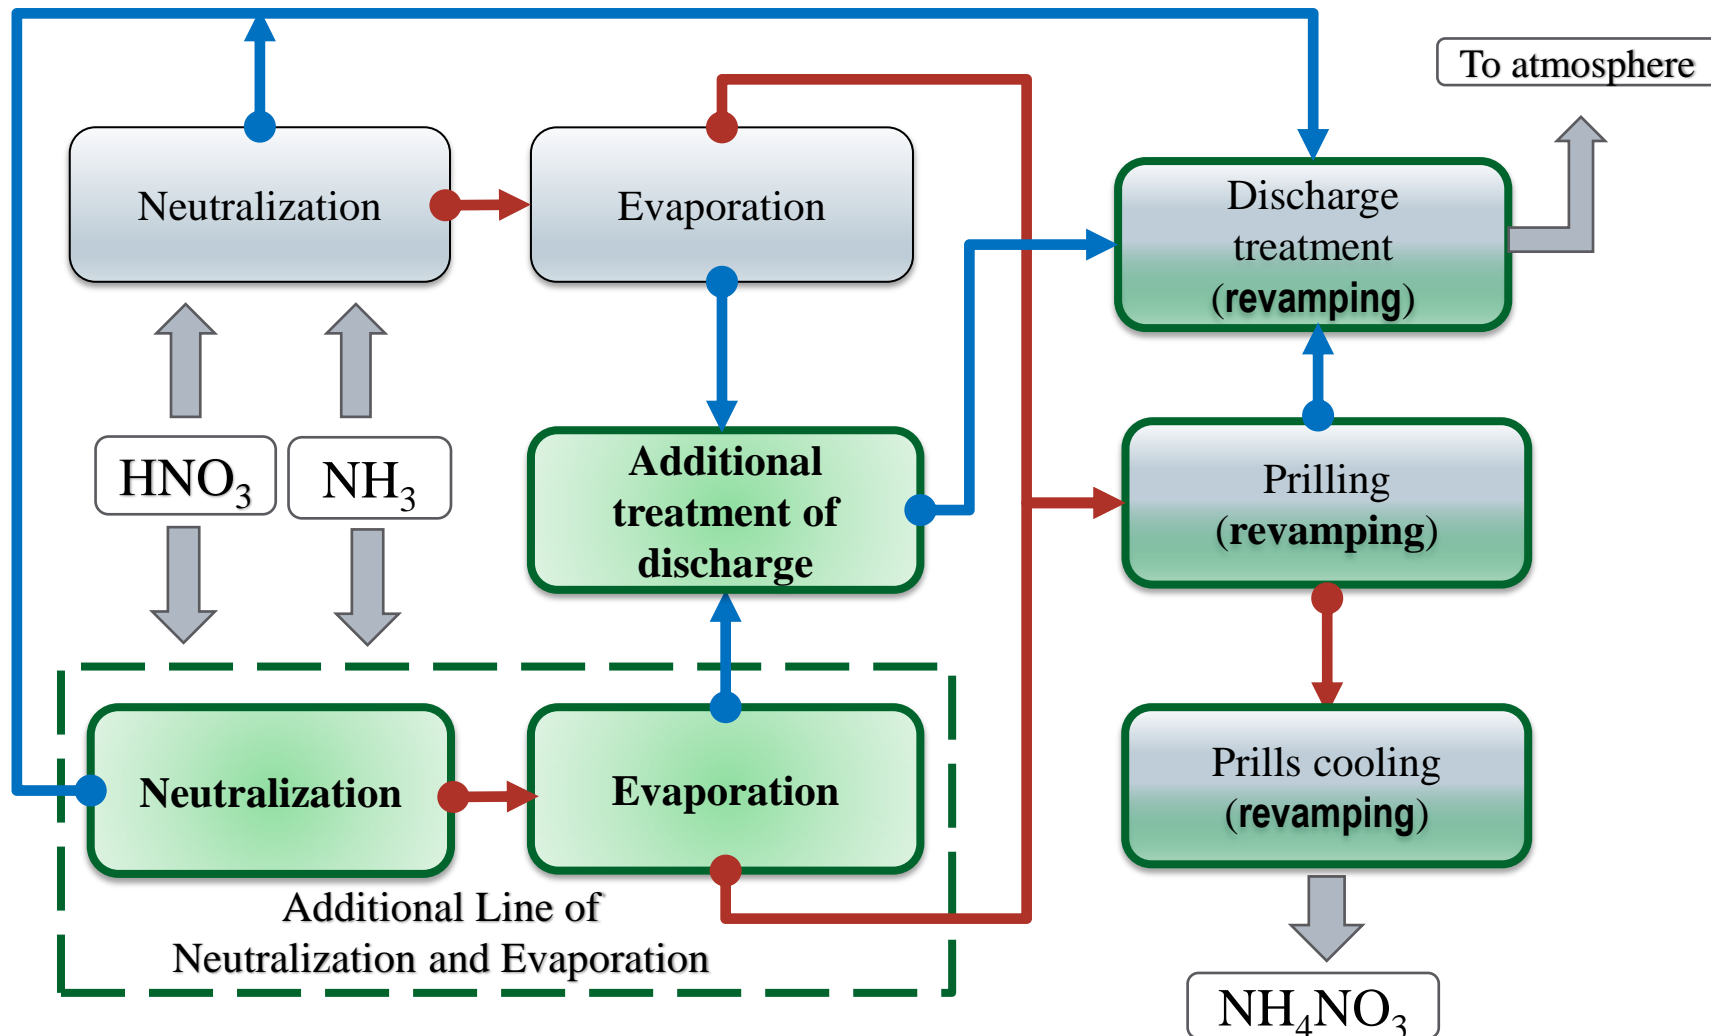 To atmosphere
Neutralization
Evaporation
Discharge
treatment
(revamping)
HNO₃
NH₃
Additional
treatment of
discharge
Prilling
(revamping)
Neutralization
Evaporation
Prills cooling
(revamping)
Additional Line of
Neutralization and Evaporation
NH₄NO₃